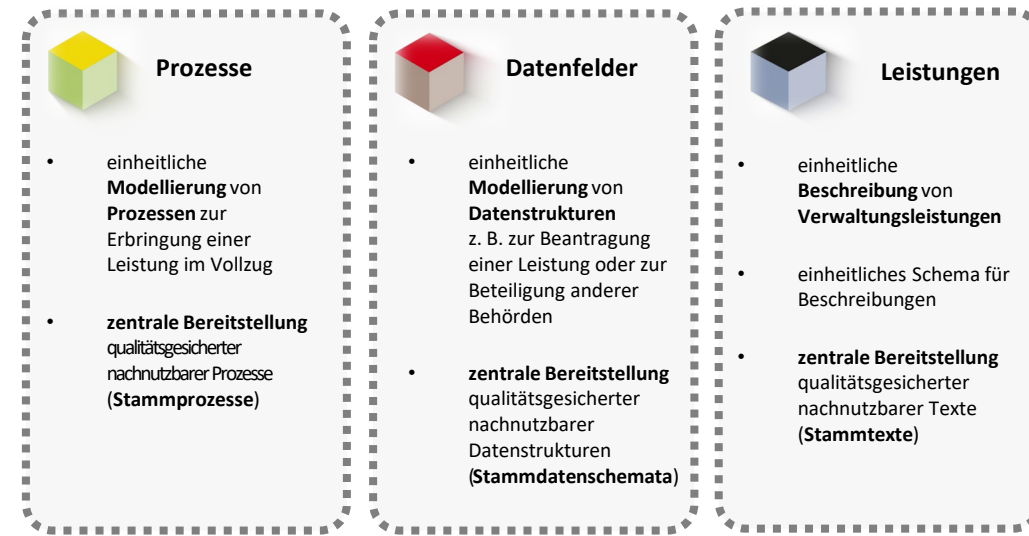 Prozesse
• einheitliche
Modellierung von
Prozessen zur
Erbringung einer
Leistung im Vollzug
• zentrale Bereitstellung
qualitätsgesicherter
nachnutzbarer Prozesse
(Stammprozesse)
Datenfelder
• einheitliche
Modellierung von
Datenstrukturen
z. B. zur Beantragung
einer Leistung oder zur
Beteiligung anderer
Behörden
• zentrale Bereitstellung
qualitätsgesicherter
nachnutzbarer
Datenstrukturen
(Stammdatenschemata)
Leistungen
• einheitliche
Beschreibung von
Verwaltungsleistungen
• einheitliches Schema für
Beschreibungen
• zentrale Bereitstellung
qualitätsgesicherter
nachnutzbarer Texte
(Stammtexte)